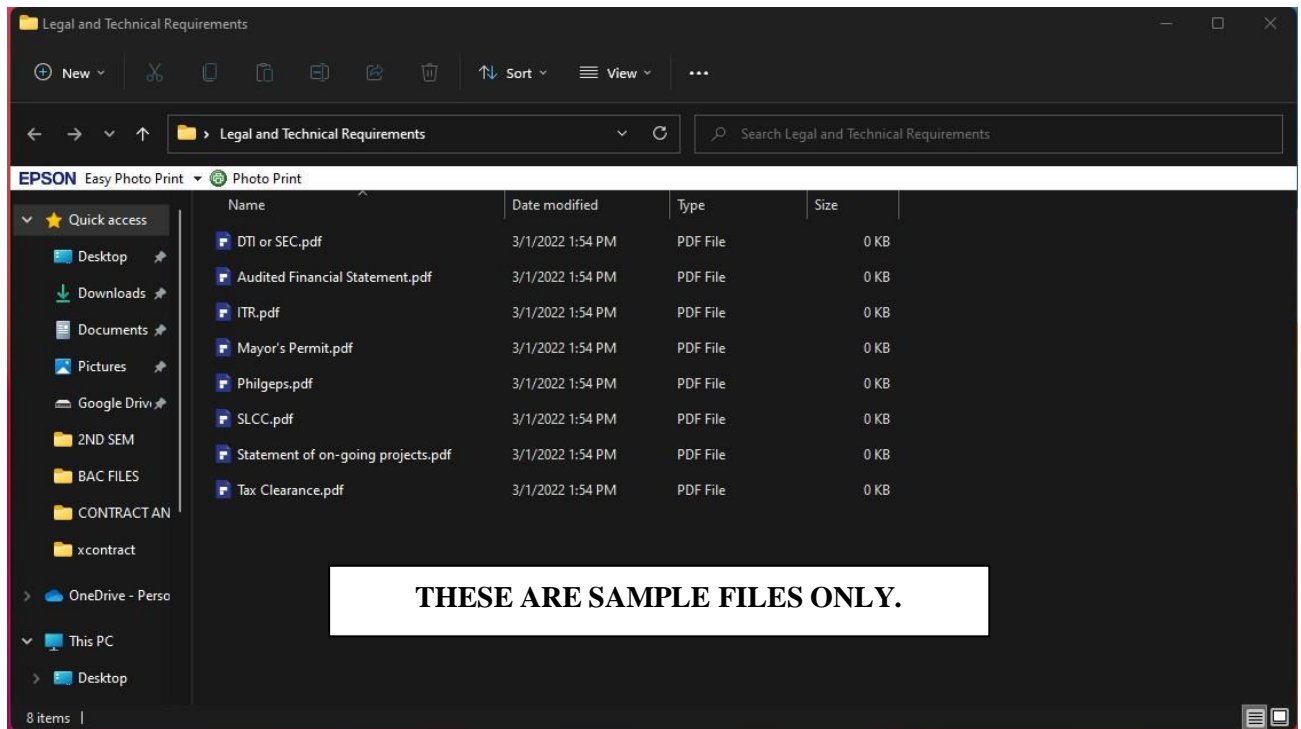 Legal and Technical Requirements
New Sort View
Legal and Technical Requirements Search Legal and Technical Requirements
EPSON Easy Photo Print Photo Print
Name Date modified Type Size
Quick access
DTI or SEC.pdf 3/1/2022 1:54 PM PDF File 0 KB
Desktop
Audited Financial Statement.pdf 3/1/2022 1:54 PM PDF File 0 KB
Downloads
ITR.pdf 3/1/2022 1:54 PM PDF File 0 KB
Documents
Mayor's Permit.pdf 3/1/2022 1:54 PM PDF File 0 KB
Pictures
Philgeps.pdf 3/1/2022 1:54 PM PDF File 0 KB
Google Driv
SLCC.pdf 3/1/2022 1:54 PM PDF File 0 KB
2ND SEM
Statement of on-going projects.pdf 3/1/2022 1:54 PM PDF File 0 KB
BAC FILES
Tax Clearance.pdf 3/1/2022 1:54 PM PDF File 0 KB
CONTRACT AN
xcontract
OneDrive - Perso
THESE ARE SAMPLE FILES ONLY.
This PC
Desktop
8 items